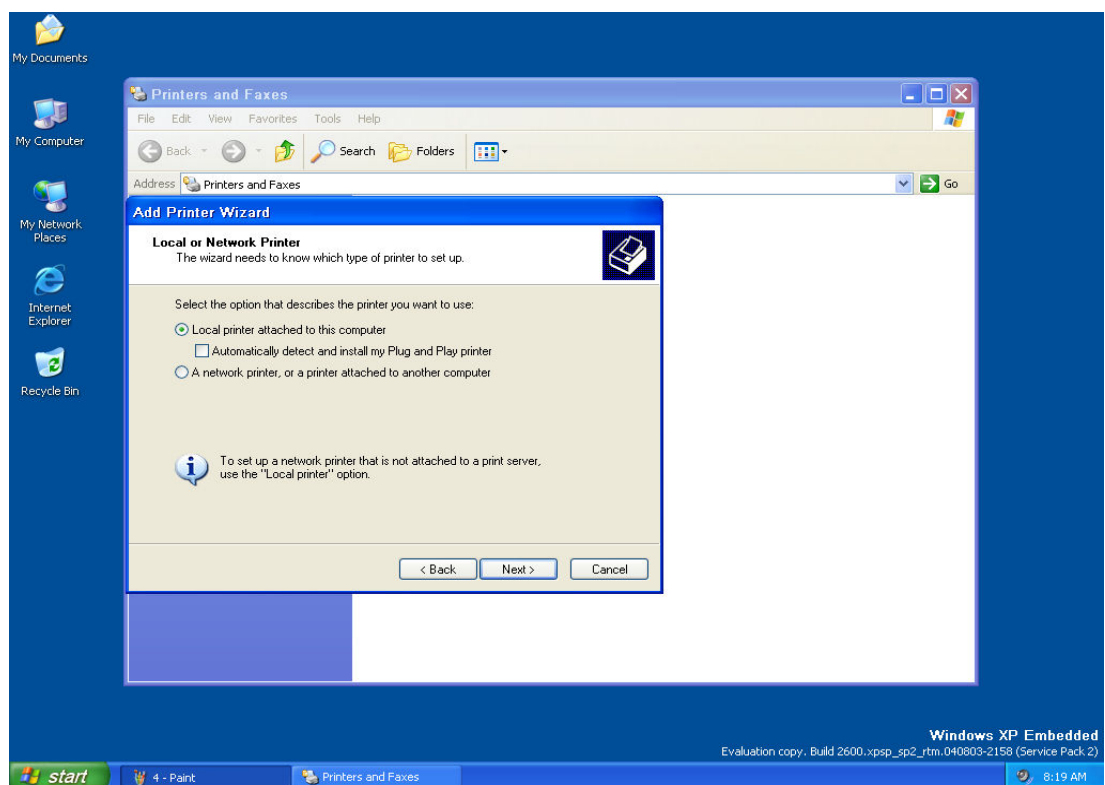 My Documents
My Computer
My Network
Places
Internet
Explorer
Recycle Bin
Printers and Faxes
File Edit View Favorites Tools Help
Back Search Folders
Address Printers and Faxes Go
Add Printer Wizard
Local or Network Printer
The wizard needs to know which type of printer to set up.
Select the option that describes the printer you want to use:
Local printer attached to this computer
Automatically detect and install my Plug and Play printer
A network printer, or a printer attached to another computer
To set up a network printer that is not attached to a print server,
use the "Local printer" option.
< Back Next > Cancel
Windows XP Embedded
Evaluation copy. Build 2600.xpsp_sp2_rtm.040803-2158 (Service Pack 2)
start 4 - Paint Printers and Faxes 8:19 AM